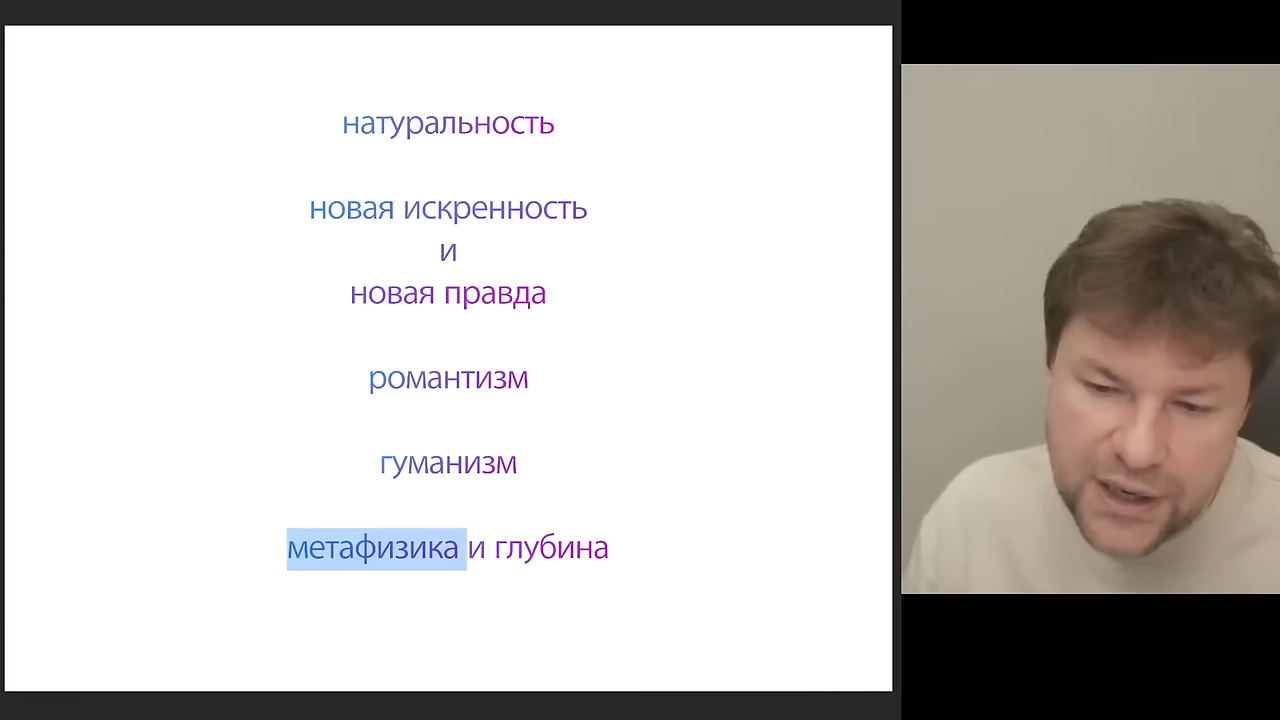 натуральность
новая искренность
и
новая правда
романтизм
гуманизм
метафизика и глубина